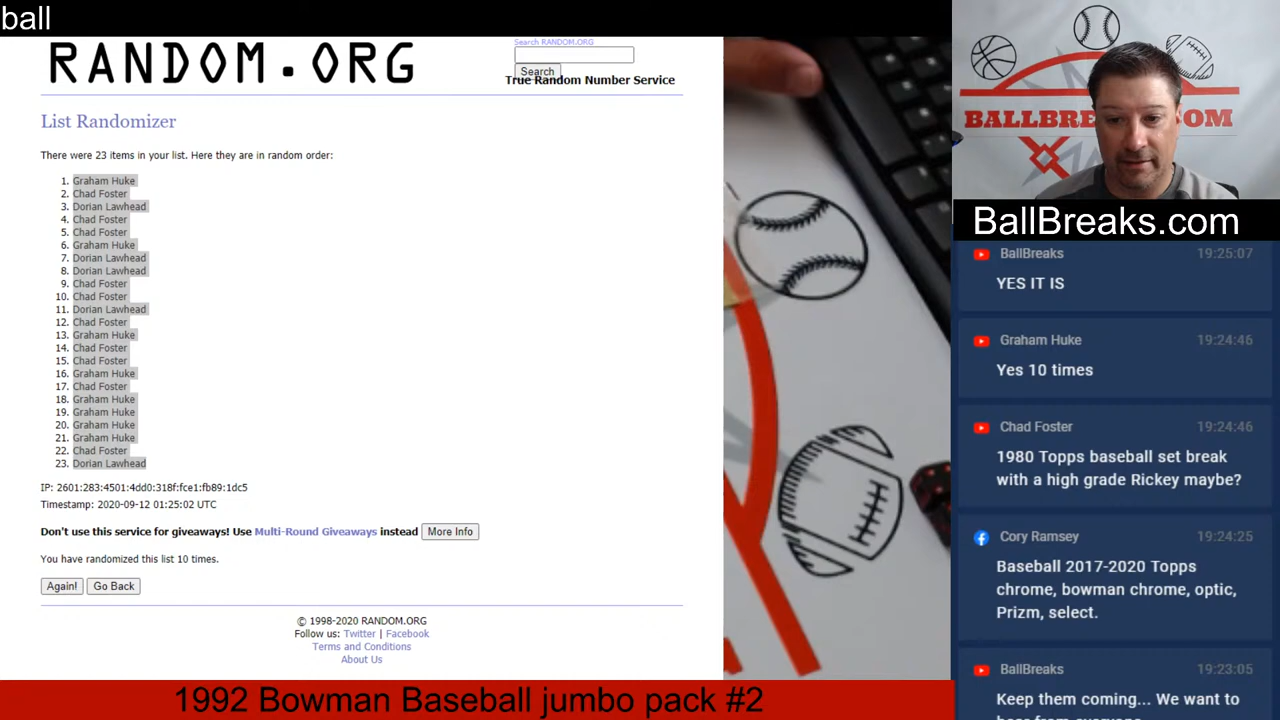 ball
RANDOM.ORG
Search RANDOM.ORG
Search
True Random Number Service
List Randomizer
There were 23 items in your list. Here they are in random order:
1. Graham Huke
2. Chad Foster
3. Dorian Lawhead
4. Chad Foster
5. Chad Foster
6. Graham Huke
7. Dorian Lawhead
8. Dorian Lawhead
9. Chad Foster
10. Chad Foster
11. Dorian Lawhead
12. Chad Foster
13. Graham Huke
14. Chad Foster
15. Chad Foster
16. Graham Huke
17. Chad Foster
18. Graham Huke
19. Graham Huke
20. Graham Huke
21. Graham Huke
22. Chad Foster
23. Dorian Lawhead
IP: 2601:283:4501:4dd0:318f:fce1:fb89:1dc5
Timestamp: 2020-09-12 01:25:02 UTC
Don't use this service for giveaways! Use Multi-Round Giveaways instead More Info
You have randomized this list 10 times.
Again! Go Back
© 1998-2020 RANDOM.ORG
Follow us: Twitter | Facebook
Terms and Conditions
About Us
BallBreaks.com
BallBreaks 19:25:07
YES IT IS
Graham Huke 19:24:46
Yes 10 times
Chad Foster 19:24:46
1980 Topps baseball set break
with a high grade Rickey maybe?
Cory Ramsey 19:24:25
Baseball 2017-2020 Topps
chrome, bowman chrome, optic,
Prizm, select.
BallBreaks 19:23:05
Keep them coming... We want to
1992 Bowman Baseball jumbo pack #2